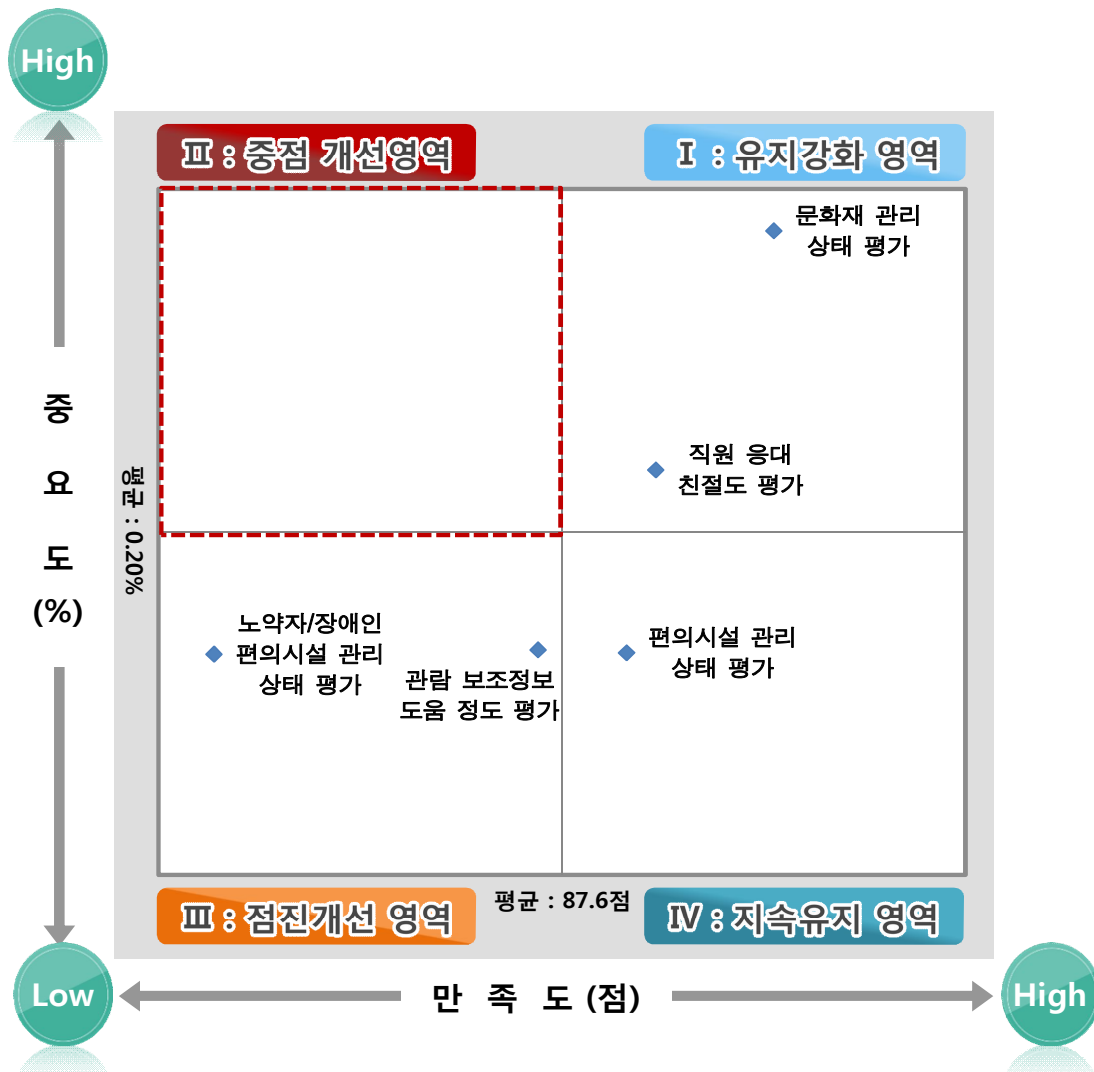 High
Ⅱ : 중점 개선영역
Ⅰ : 유지강화 영역
문화재 관리
상태 평가
중
요
도
(%)
평균 : 0.20%
직원 응대
친절도 평가
노약자/장애인
편의시설 관리
상태 평가
관람 보조정보
도움 정도 평가
편의시설 관리
상태 평가
Ⅲ : 점진개선 영역
평균 : 87.6점
Ⅳ : 지속유지 영역
Low
만 족 도 (점)
High